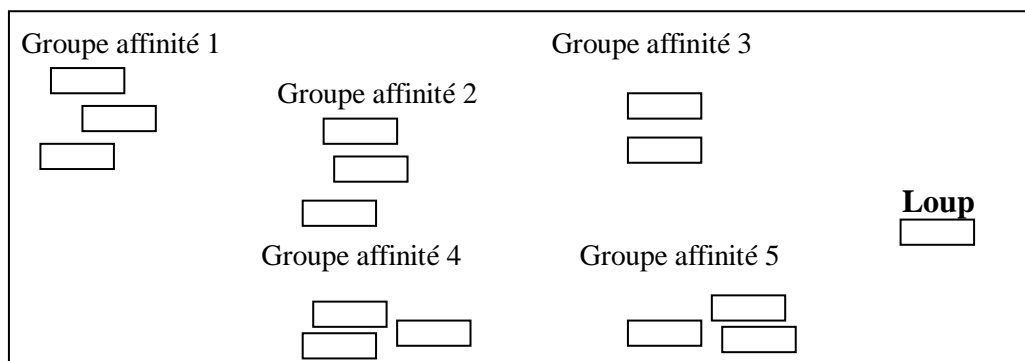 Groupe affinité 1
Groupe affinité 3
Groupe affinité 2
Loup
Groupe affinité 4
Groupe affinité 5